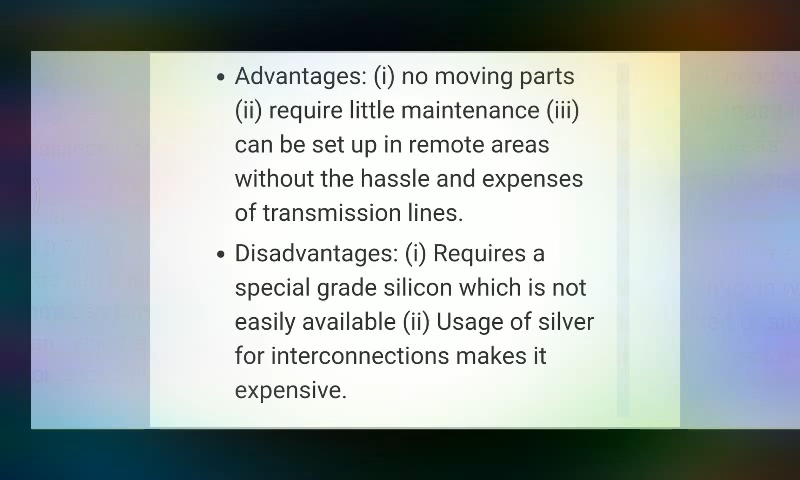 • Advantages: (i) no moving parts
(ii) require little maintenance (iii)
can be set up in remote areas
without the hassle and expenses
of transmission lines.
• Disadvantages: (i) Requires a
special grade silicon which is not
easily available (ii) Usage of silver
for interconnections makes it
expensive.